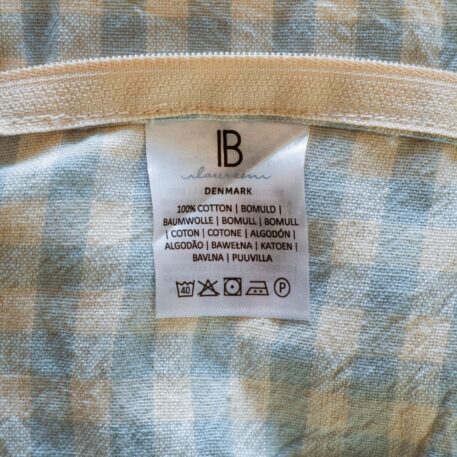 IB
laursen
DENMARK
100% COTTON | BOMULD |
BAUMWOLLE | BOMULL | BOMULL
| COTON | COTONE | ALGODÓN |
ALGODÃO | BAWEŁNA | KATOEN |
BAVLNA | PUUVILLA
40 P